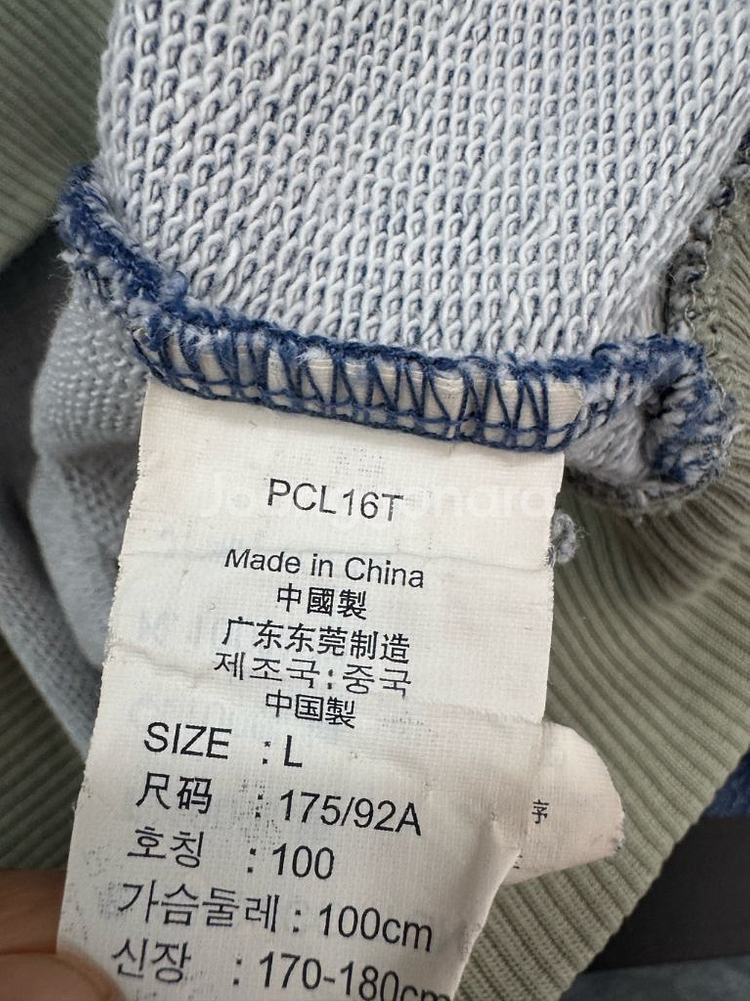 PCL16T
Made in China
中國製
广东东莞制造
제조국:중국
中国製
SIZE : L
尺码 : 175/92A
호칭 : 100
가슴둘레 : 100cm
신장 : 170-180cm
序